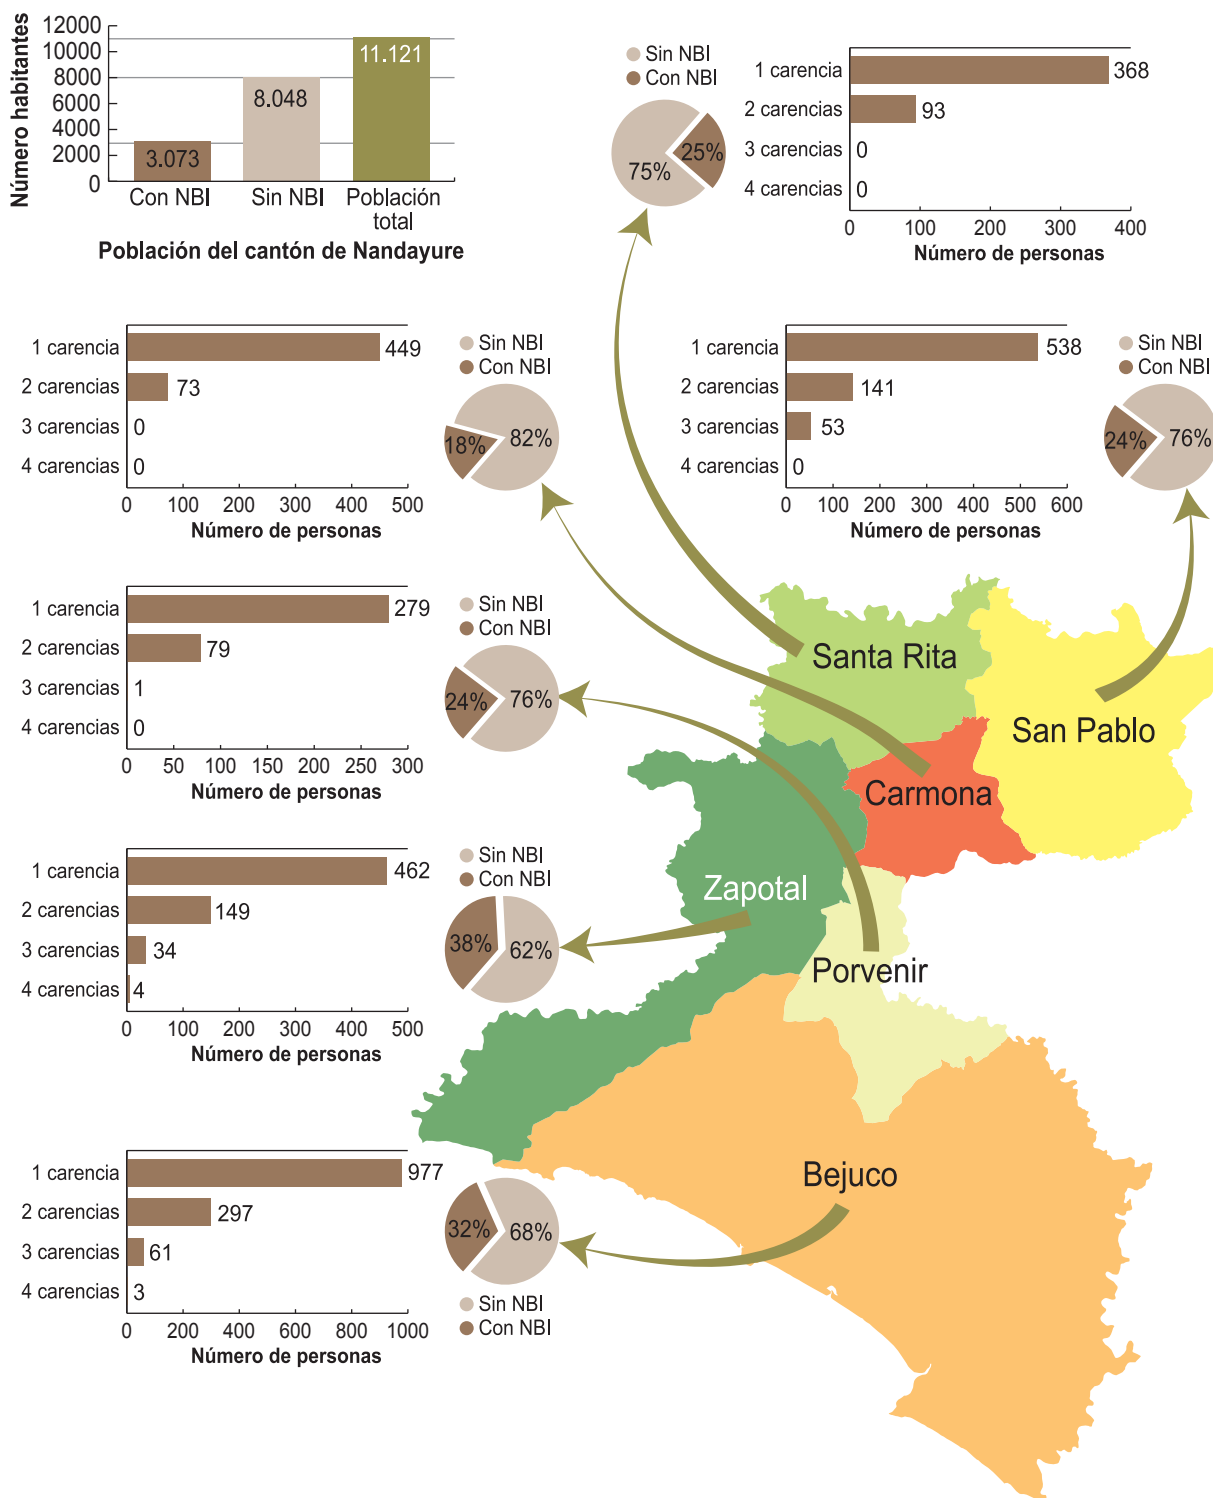 Número habitantes
12000
10000
8000
6000
4000
2000
0
3.073
8.048
11.121
Con NBI
Sin NBI
Población total
Población del cantón de Nandayure
Sin NBI
Con NBI
75%
25%
1 carencia
368
2 carencias
93
3 carencias
0
4 carencias
0
0 100 200 300 400
Número de personas
1 carencia
449
2 carencias
73
3 carencias
0
4 carencias
0
0 100 200 300 400 500
Número de personas
Sin NBI
Con NBI
18%
82%
1 carencia
538
2 carencias
141
3 carencias
53
4 carencias
0
0 100 200 300 400 500 600
Número de personas
Sin NBI
Con NBI
24%
76%
1 carencia
279
2 carencias
79
3 carencias
1
4 carencias
0
0 50 100 150 200 250 300
Número de personas
Sin NBI
Con NBI
24%
76%
Santa Rita
San Pablo
Carmona
Zapotal
Porvenir
Bejuco
1 carencia
462
2 carencias
149
3 carencias
34
4 carencias
4
0 100 200 300 400 500
Número de personas
Sin NBI
Con NBI
38%
62%
1 carencia
977
2 carencias
297
3 carencias
61
4 carencias
3
0 200 400 600 800 1000
Número de personas
32%
68%
Sin NBI
Con NBI